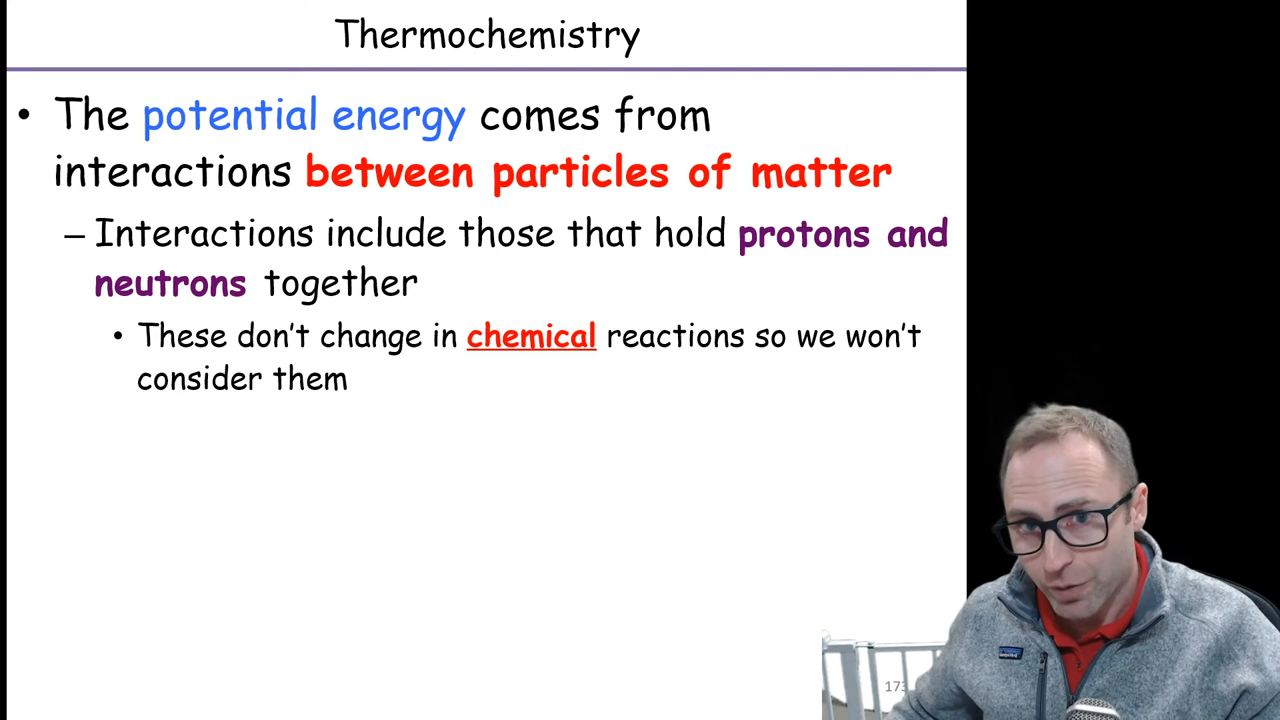 Thermochemistry
• The potential energy comes from
interactions between particles of matter
– Interactions include those that hold protons and
neutrons together
• These don't change in chemical reactions so we won't
consider them
173